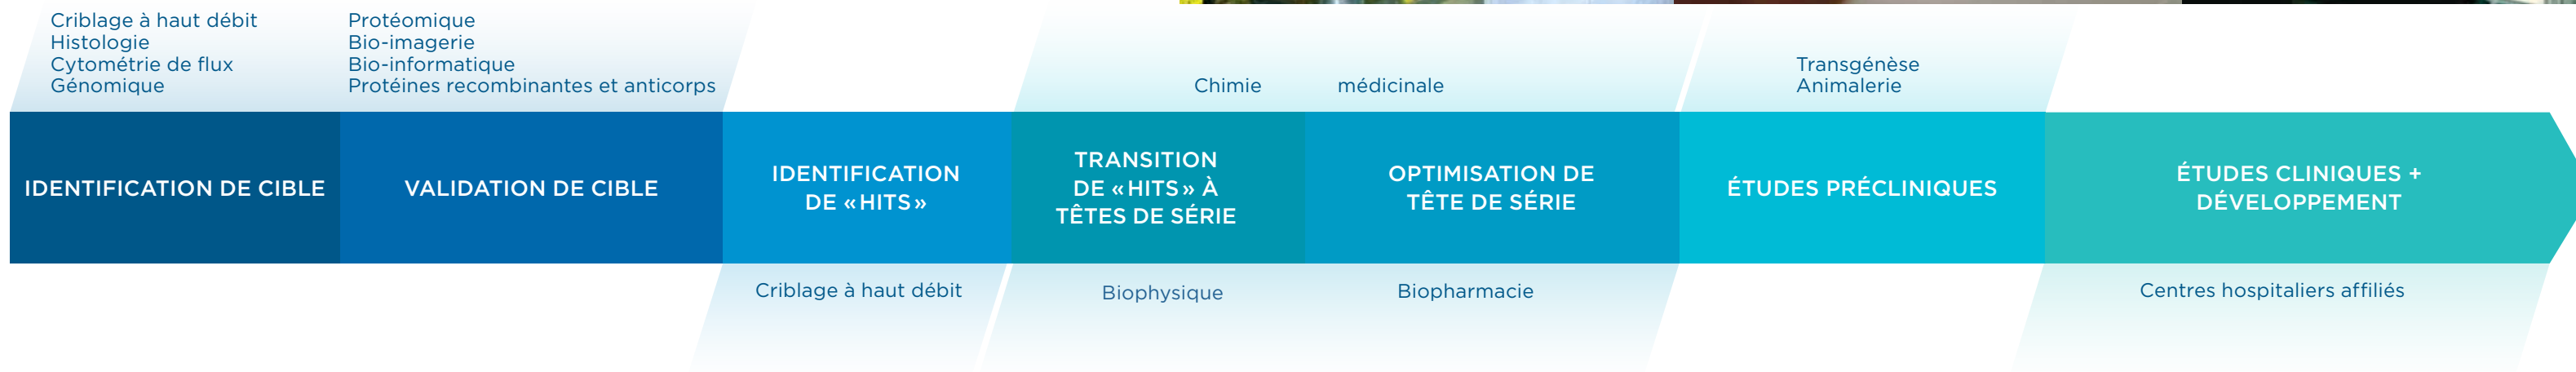 Criblage à haut débit
Histologie
Cytométrie de flux
Génomique
Protéomique
Bio-imagerie
Bio-informatique
Protéines recombinantes et anticorps
Chimie médicinale
Transgénèse
Animalerie
IDENTIFICATION DE CIBLE
VALIDATION DE CIBLE
IDENTIFICATION
DE «HITS»
TRANSITION
DE «HITS» À
TÊTES DE SÉRIE
OPTIMISATION DE
TÊTE DE SÉRIE
ÉTUDES PRÉCLINIQUES
ÉTUDES CLINIQUES +
DÉVELOPPEMENT
Criblage à haut débit
Biophysique
Biopharmacie
Centres hospitaliers affiliés